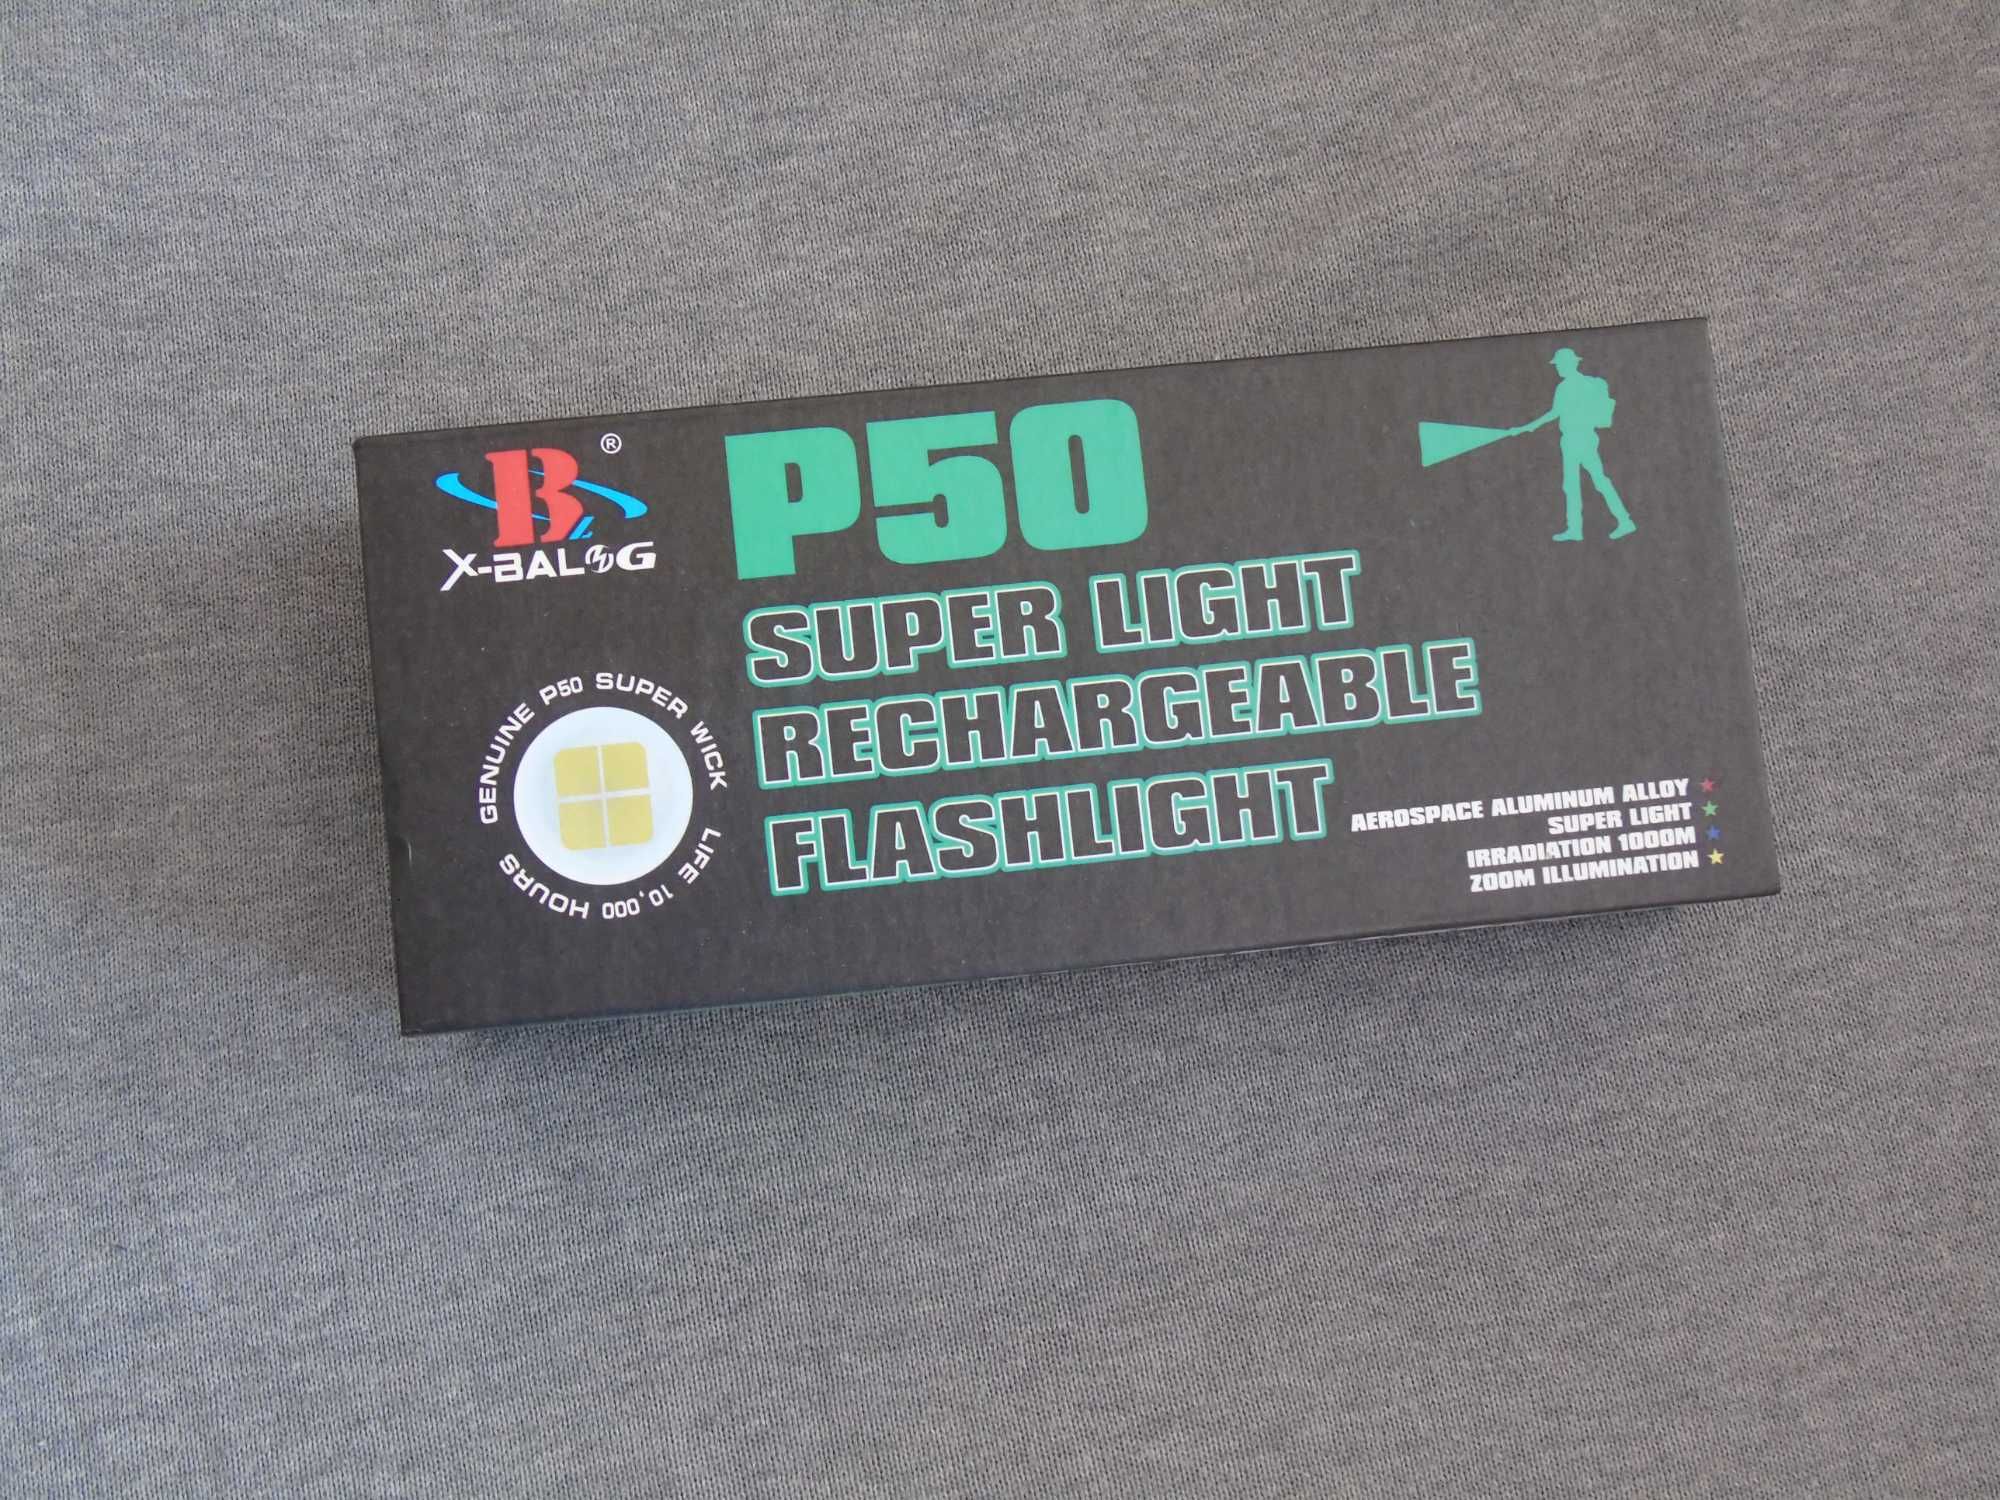 B
L
®
X-BALOG
P50
SUPER LIGHT
RECHARGEABLE
FLASHLIGHT
GENUINE P50 SUPER WICK
LIFE 10,000 HOURS
AEROSPACE ALUMINUM ALLOY
SUPER LIGHT
IRRADIATION 1000M
ZOOM ILLUMINATION